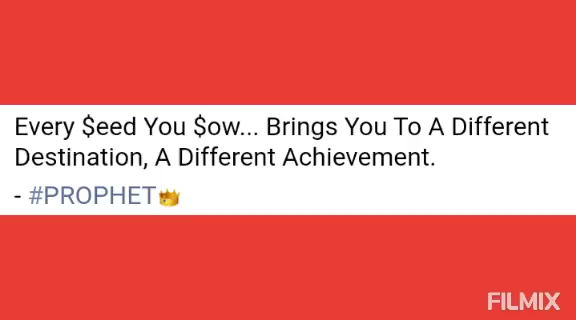 Every $eed You $ow... Brings You To A Different
Destination, A Different Achievement.
- #PROPHET👑
FILMIX